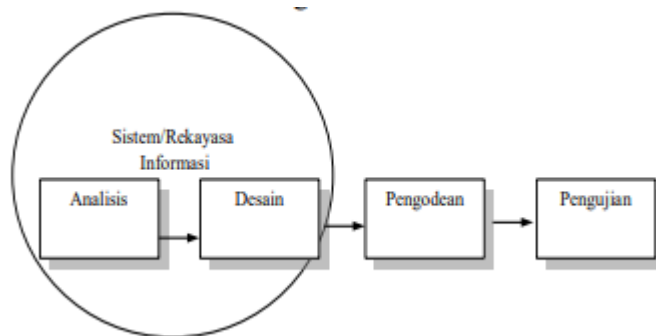 Sistem/Rekayasa
Informasi
Analisis
Desain
Pengodean
Pengujian